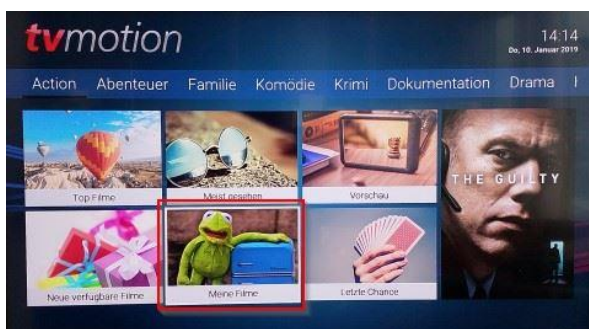 tvmotion
14:14
Do, 10. Januar 2019
Action Abenteuer Familie Komödie Krimi Dokumentation Drama
Top Filme
Meist gesehen
Vorschau
THE GUILTY
Neue verfügbare Filme
Meine Filme
Letzte Chance